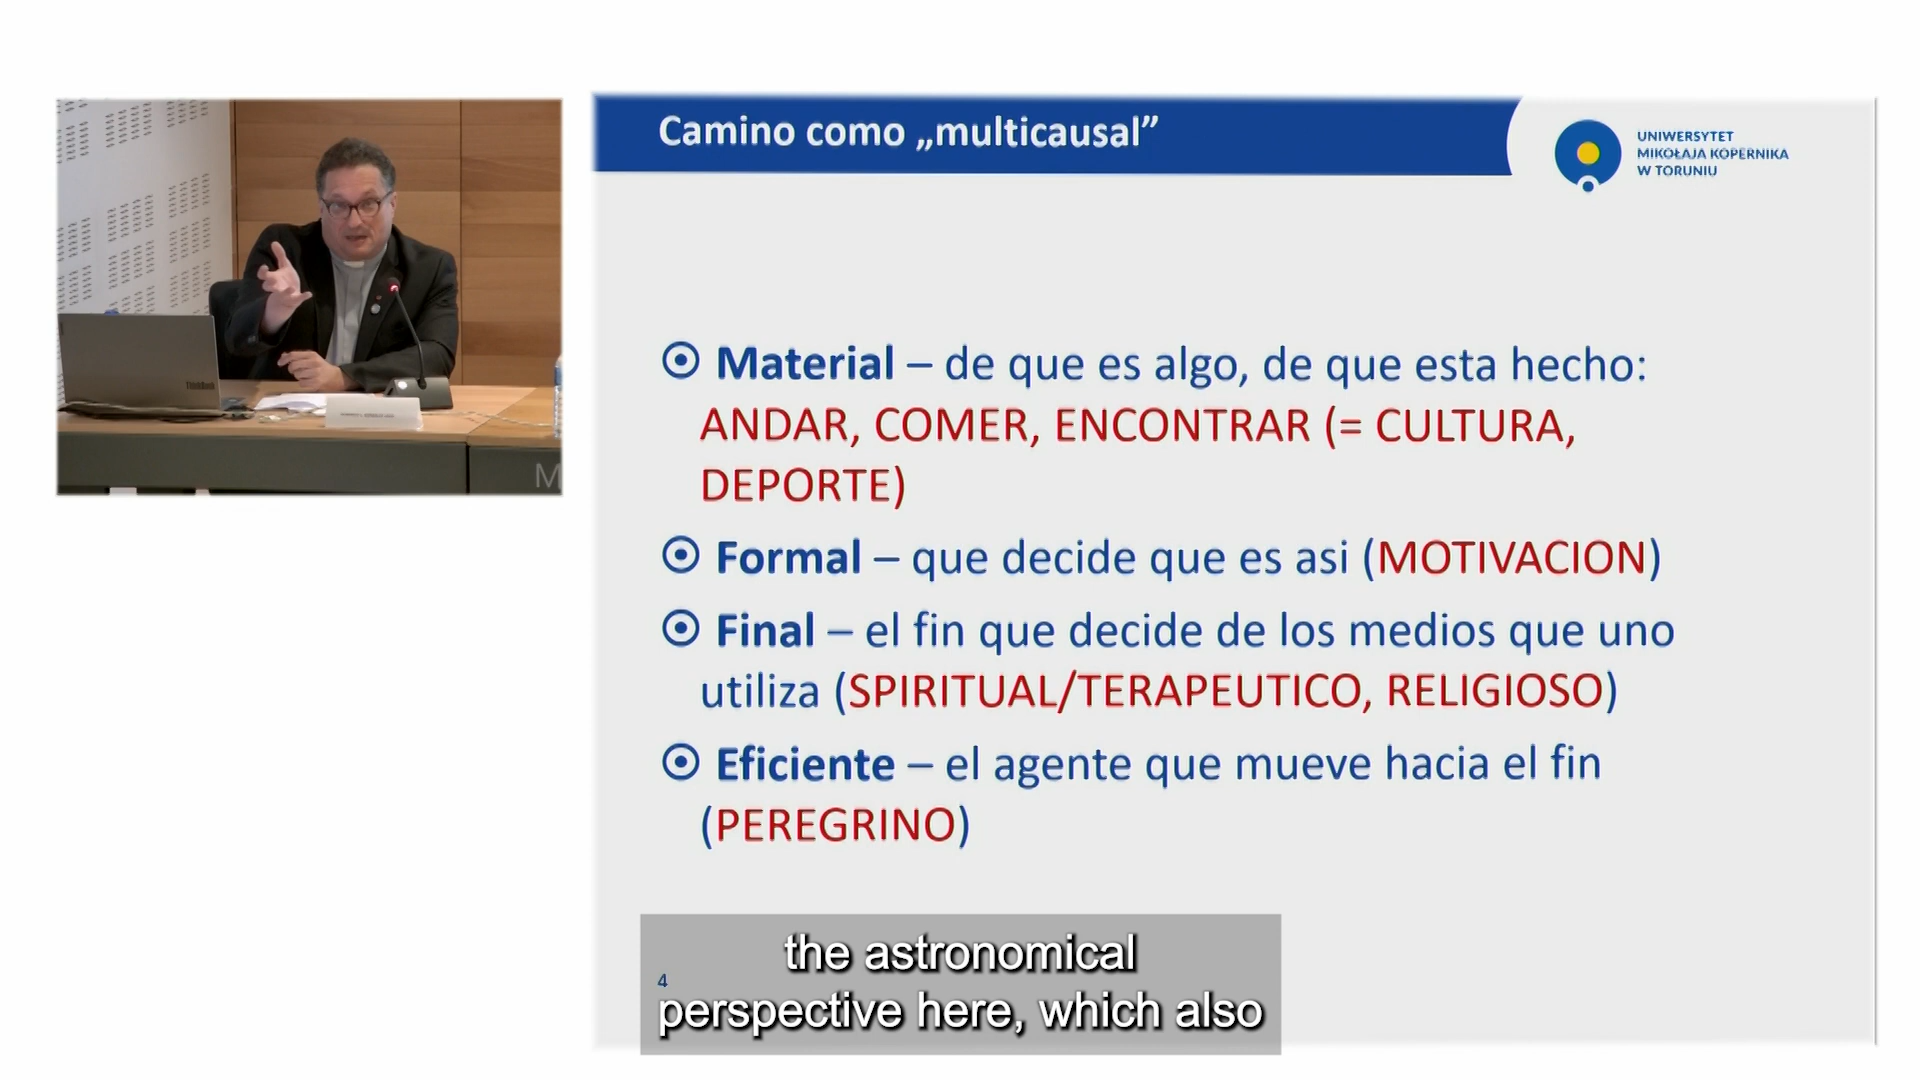 Camino como „multicausal”
UNIWERSYTET
MIKOŁAJA KOPERNIKA
W TORUNIU
Material – de que es algo, de que esta hecho:
ANDAR, COMER, ENCONTRAR (= CULTURA,
DEPORTE)
Formal – que decide que es asi (MOTIVACION)
Final – el fin que decide de los medios que uno
utiliza (SPIRITUAL/TERAPEUTICO, RELIGIOSO)
Eficiente – el agente que mueve hacia el fin
(PEREGRINO)
4
the astronomical
perspective here, which also
ThinkBook
M